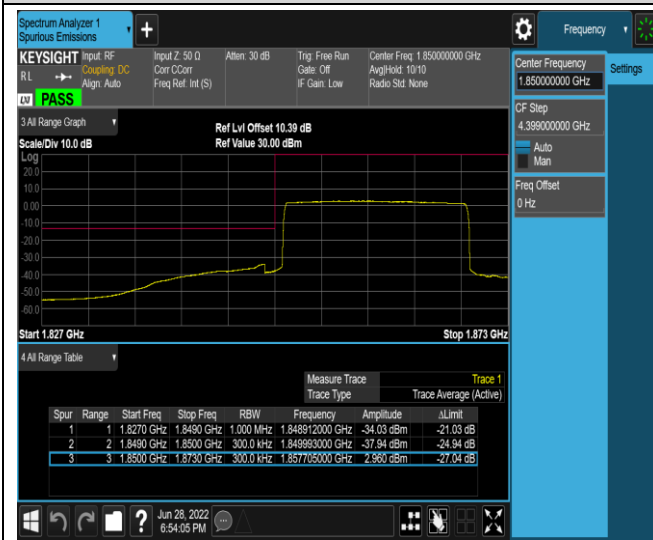 Spectrum Analyzer 1
Spurious Emissions
+
Frequency
KEYSIGHT
RL
LXI
PASS
Input: RF
Coupling: DC
Align: Auto
Input Z: 50 Ω
Corr CCorr
Freq Ref: Int (S)
Atten: 30 dB
Trig: Free Run
Gate: Off
IF Gain: Low
Center Freq: 1.850000000 GHz
Avg|Hold: 10/10
Radio Std: None
Center Frequency
1.850000000 GHz
Settings
CF Step
4.399000000 GHz
Auto
Man
Freq Offset
0 Hz
3 All Range Graph
Scale/Div 10.0 dB
Ref Lvl Offset 10.39 dB
Ref Value 30.00 dBm
Log
20.0
10.0
0.00
-10.0
-20.0
-30.0
-40.0
-50.0
-60.0
Start 1.827 GHz
Stop 1.873 GHz
4 All Range Table
Measure Trace Trace 1
Trace Type Trace Average (Active)
Spur Range Start Freq Stop Freq RBW Frequency Amplitude ΔLimit
1 1 1.8270 GHz 1.8490 GHz 1.000 MHz 1.848912000 GHz -34.03 dBm -21.03 dB
2 2 1.8490 GHz 1.8500 GHz 300.0 kHz 1.849993000 GHz -37.94 dBm -24.94 dB
3 3 1.8500 GHz 1.8730 GHz 300.0 kHz 1.857705000 GHz 2.960 dBm -27.04 dB
?
Jun 28, 2022
6:54:05 PM